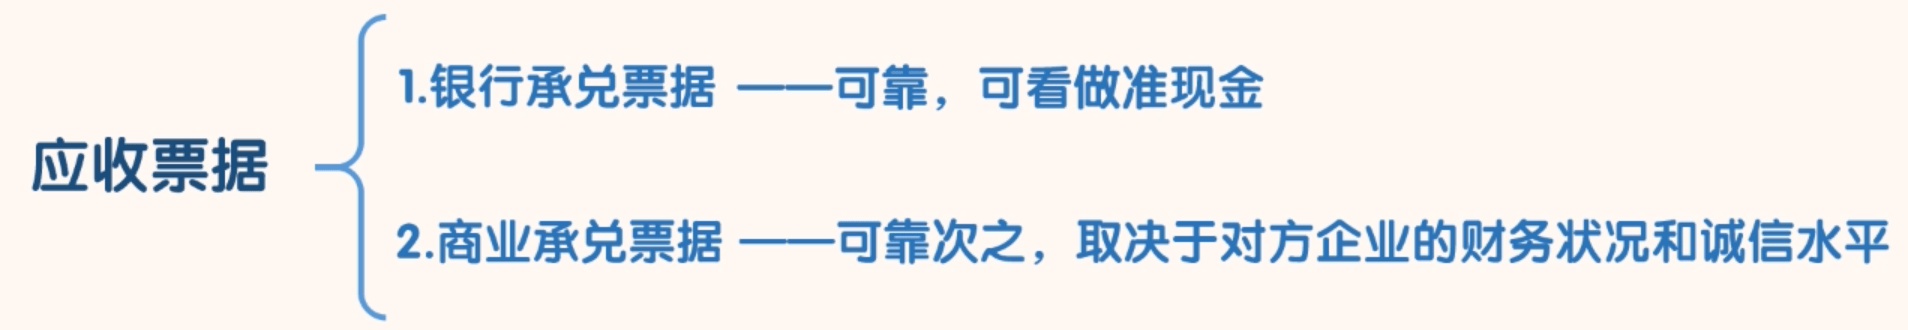 应收票据
1.银行承兑票据 ——可靠，可看做准现金
2.商业承兑票据 ——可靠次之，取决于对方企业的财务状况和诚信水平